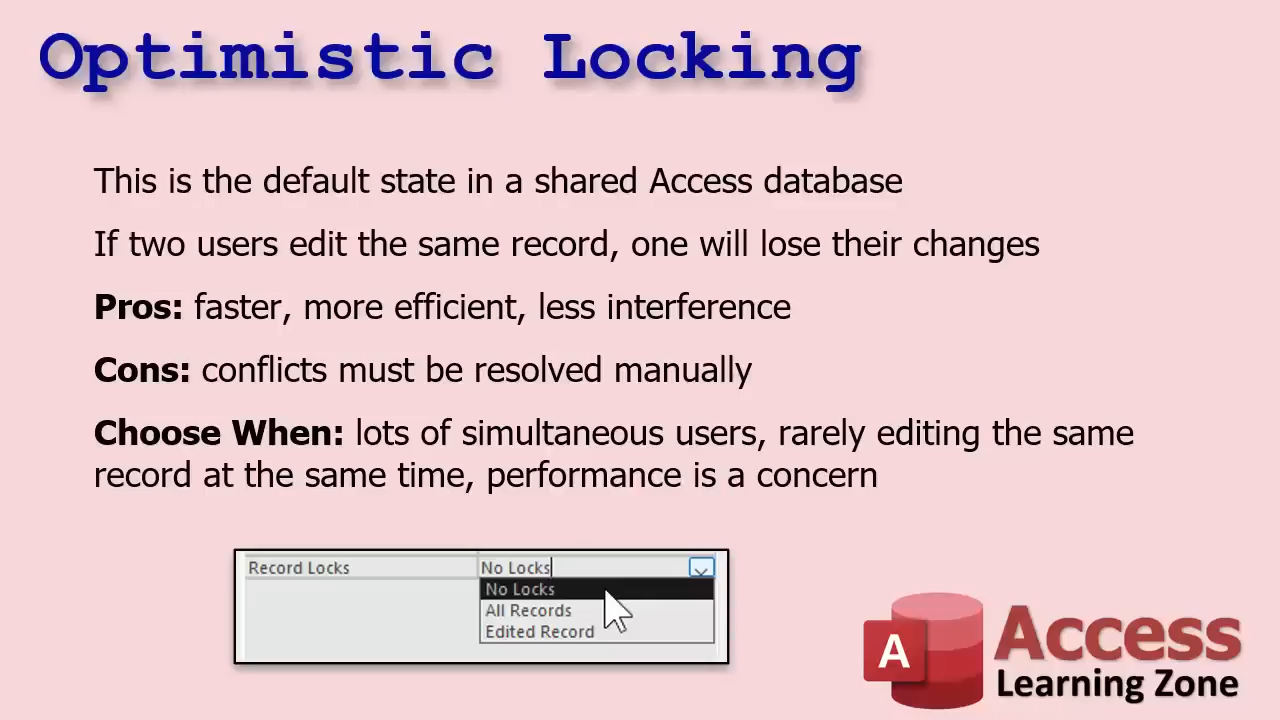 Optimistic Locking
This is the default state in a shared Access database
If two users edit the same record, one will lose their changes
Pros: faster, more efficient, less interference
Cons: conflicts must be resolved manually
Choose When: lots of simultaneous users, rarely editing the same
record at the same time, performance is a concern
Record Locks No Locks
No Locks
All Records
Edited Record
A Access
Learning Zone